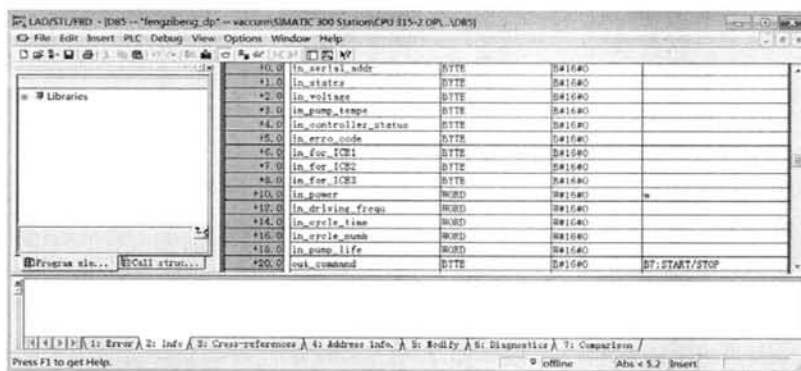 LAD/STL/FBD - [DB5 -- "fengzibeng_dp" -- vaccunn\SIMATIC 300 Station\CPU 315-2 DP\...\DB5]
File Edit Insert PLC Debug View Options Window Help
Libraries
Program ele... Call struc...
+0.0 in_serial_addr BYTE B#16#0
+1.0 in_states BYTE B#16#0
+2.0 in_voltage BYTE B#16#0
+3.0 in_pump_tempe BYTE B#16#0
+4.0 in_controller_status BYTE B#16#0
+5.0 in_erro_code BYTE B#16#0
+6.0 in_for_ICE1 BYTE B#16#0
+7.0 in_for_ICE2 BYTE B#16#0
+8.0 in_for_ICE3 BYTE B#16#0
+10.0 in_power WORD W#16#0 w
+12.0 in_driving_frequ WORD W#16#0
+14.0 in_cycle_time WORD W#16#0
+16.0 in_crcle_numb WORD W#16#0
+18.0 in_pump_life WORD W#16#0
+20.0 out_command BYTE B#16#0 B7:START/STOP
1: Error 2: Info 3: Cross-references 4: Address info. 5: Modify 6: Diagnostics 7: Comparison
Press F1 to get Help. offline Abs < 5.2 Insert